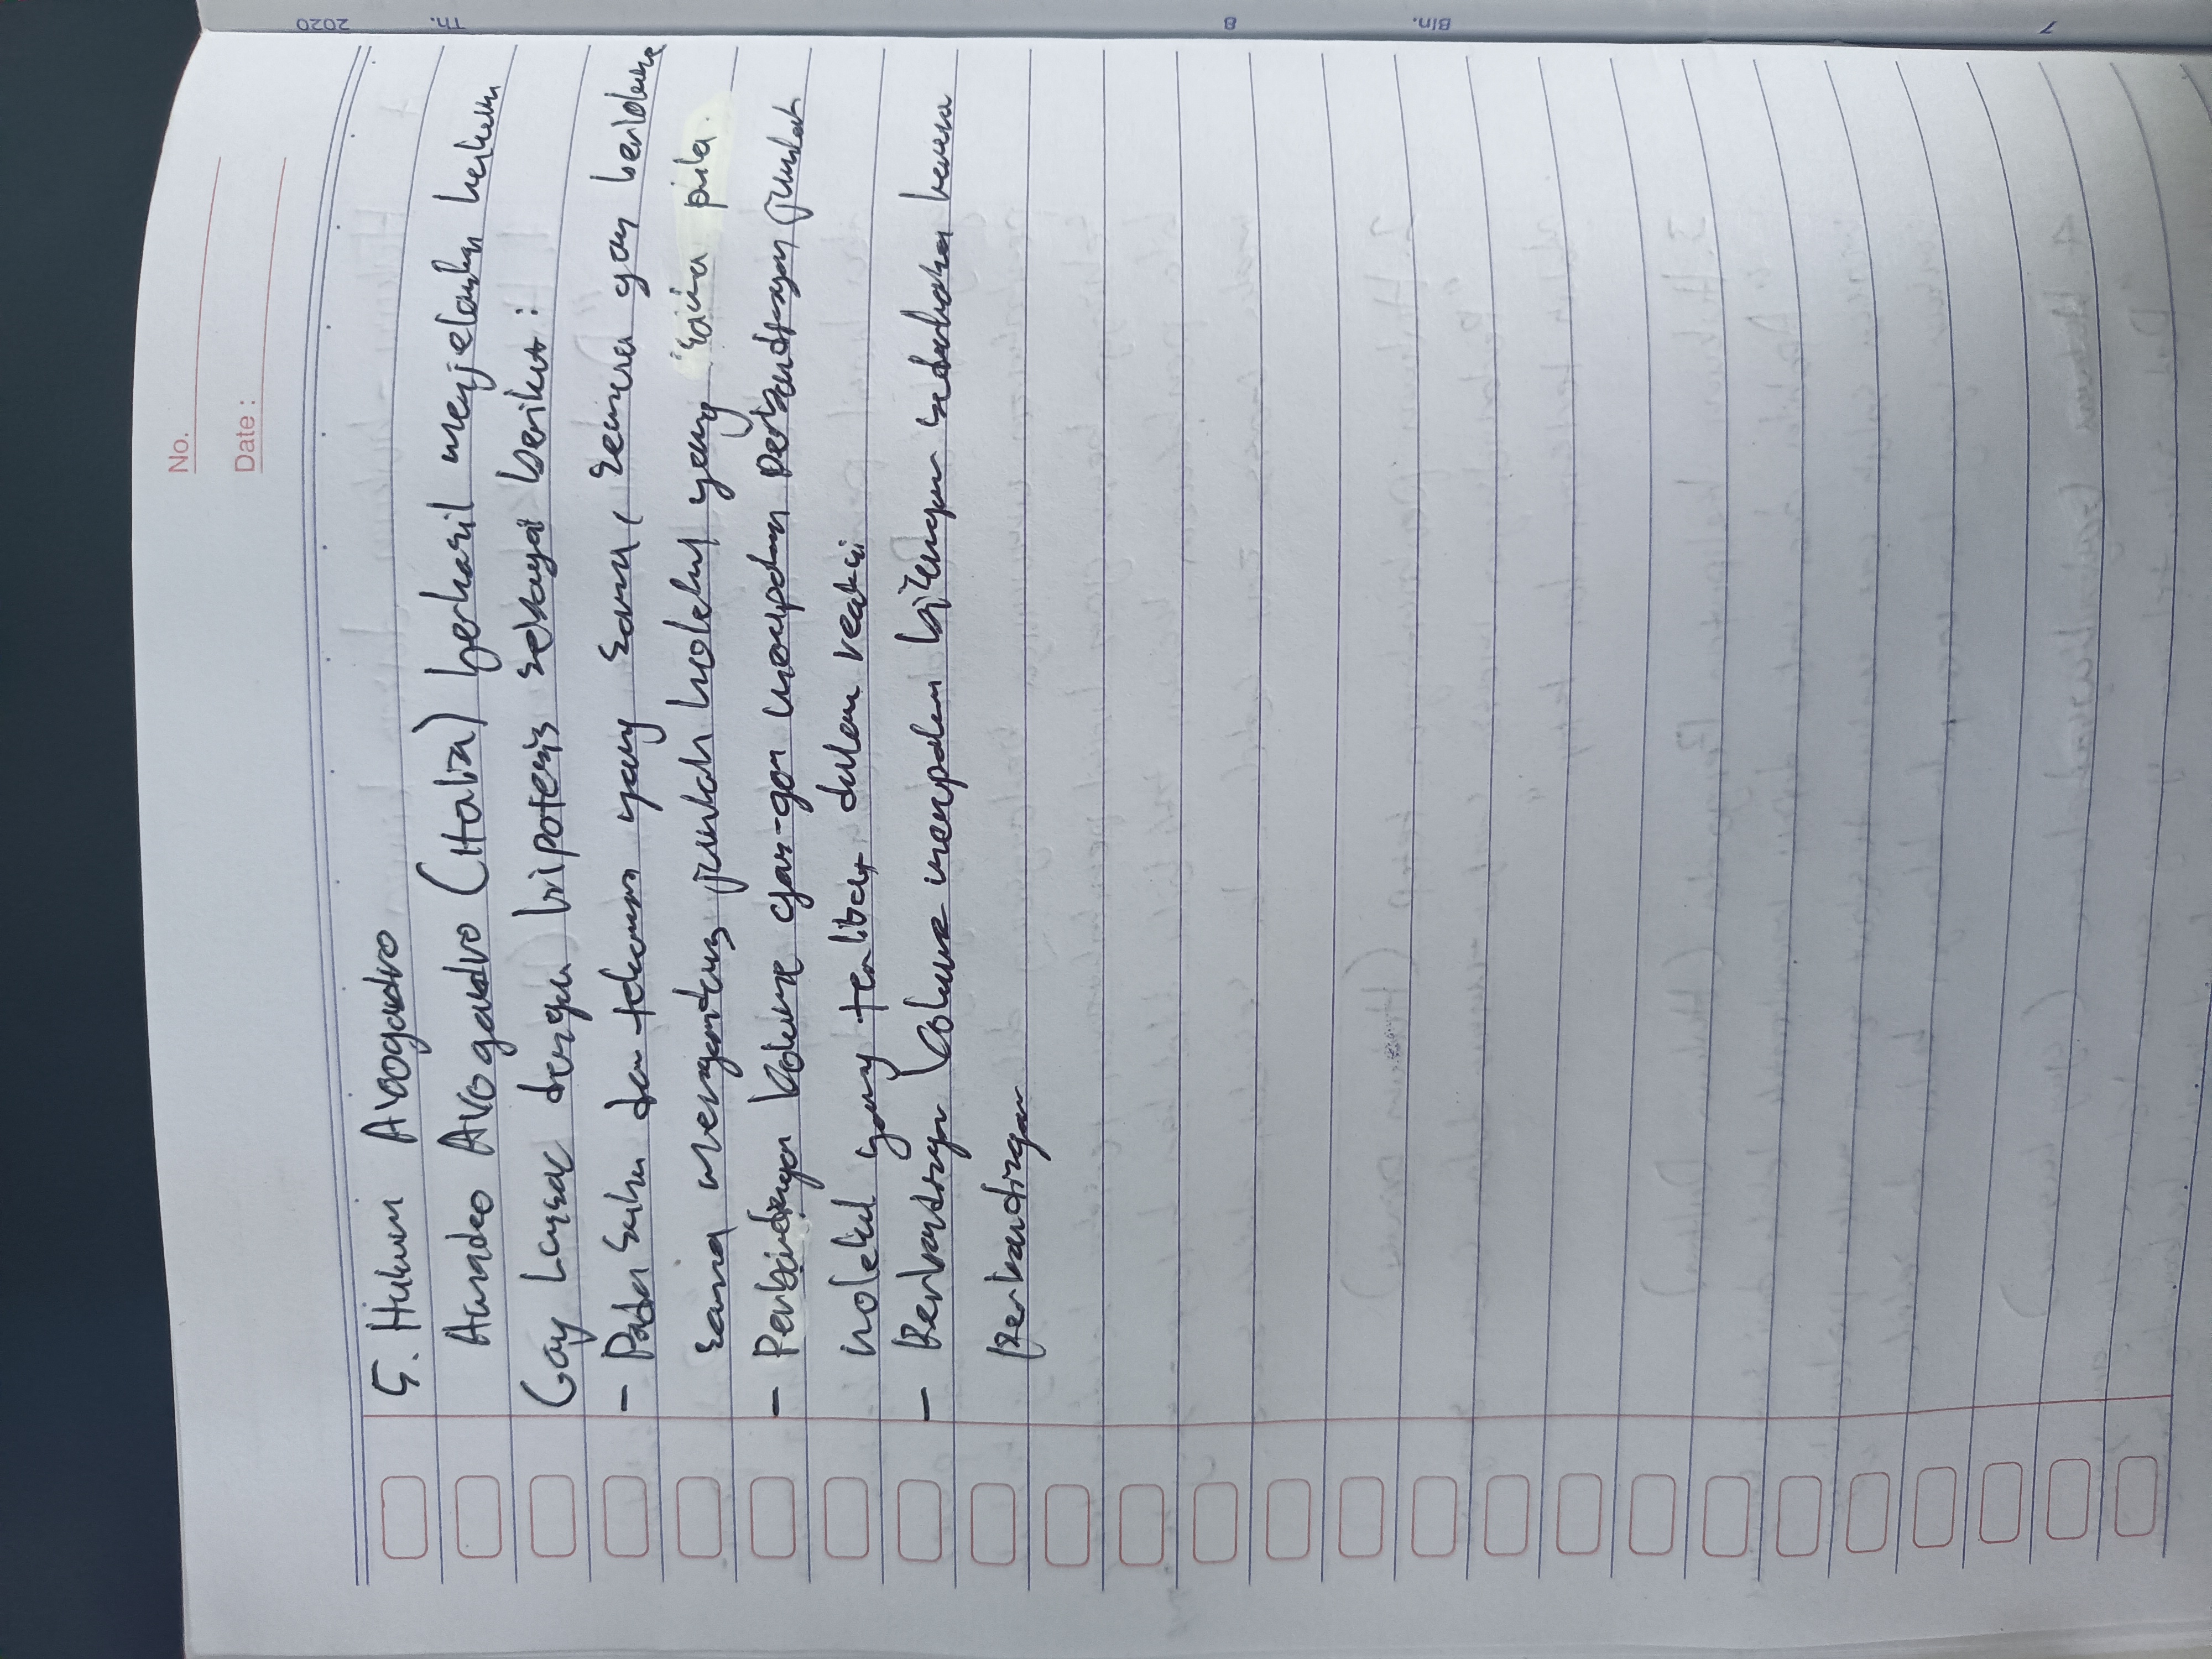 No.
Date :
5. Hukum Avogadro
Amadeo Avogadro (Italia) berhasil menjelaskan hukum
Gay Lussac dengan hipotesis sebagai berikut :
- Pada suhu dan tekanan yang sama, semua gas bervolume
sama mengandung jumlah molekul yang sama pula.
- Perbandingan Volume gas-gas merupakan perbandingan jumlah
molekul yang terlibat dalam reaksi
- Perbandingan Volume merupakan bilangan sederhana karena
perbandingan
2020
Th.
8
Bln.
7